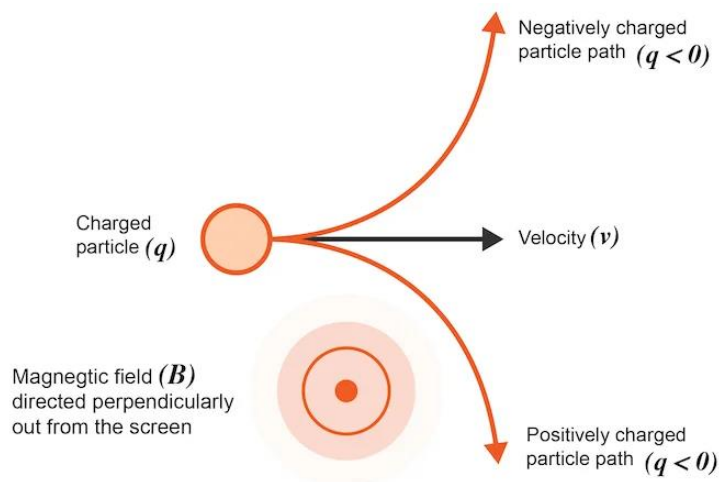 Negatively charged
particle path (q < 0)
Charged
particle (q)
Velocity (v)
Magnegtic field (B)
directed perpendicularly
out from the screen
Positively charged
particle path (q < 0)